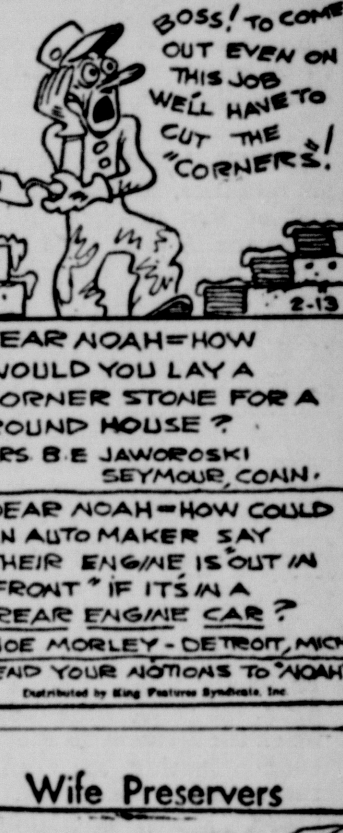 BOSS! TO COME
OUT EVEN ON
THIS JOB
WE'LL HAVE TO
CUT THE
"CORNERS"!
2-13
EAR NOAH=HOW
WOULD YOU LAY A
ORNER STONE FOR A
OUND HOUSE ?
RS. B.E JAWOROSKI
SEYMOUR, CONN.
EAR NOAH=HOW COULD
N AUTO MAKER SAY
HEIR ENGINE IS "OUT IN
FRONT" IF IT'S IN A
REAR ENGINE CAR ?
OE MORLEY - DETROIT, MICH
END YOUR NOTIONS TO "NOAH
Distributed by King Features Syndicate, Inc.
Wife Preservers